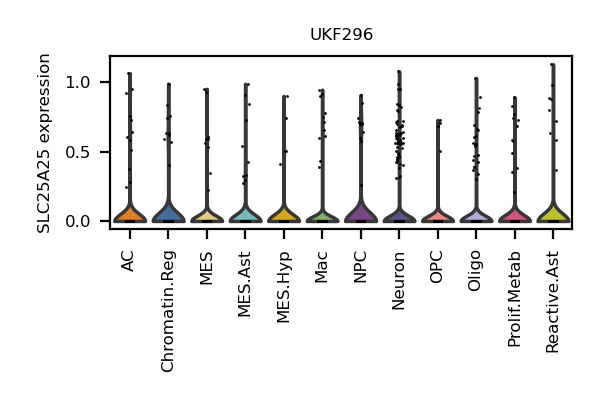 UKF296
SLC25A25 expression
1.0
0.5
0.0
AC
Chromatin.Reg
MES
MES.Ast
MES.Hyp
Mac
NPC
Neuron
OPC
Oligo
Prolif.Metab
Reactive.Ast